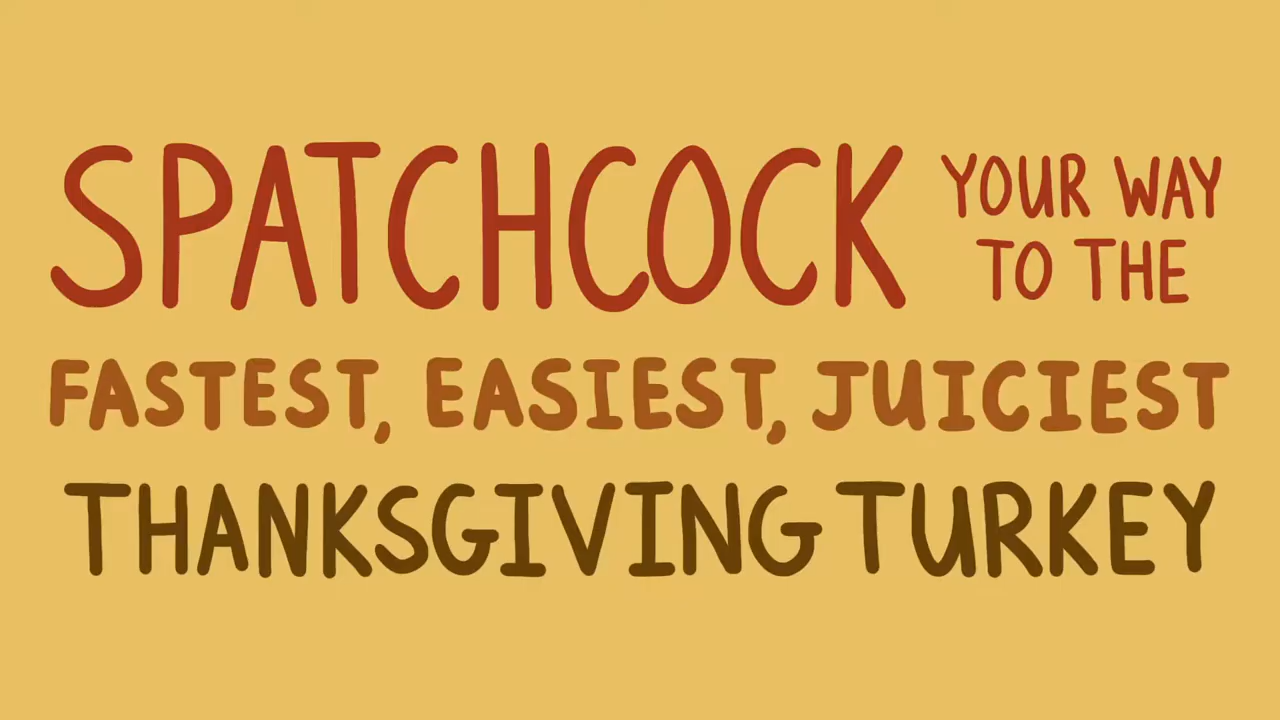 SPATCHCOCK YOUR WAY
TO THE
FASTEST, EASIEST, JUICIEST
THANKSGIVING TURKEY